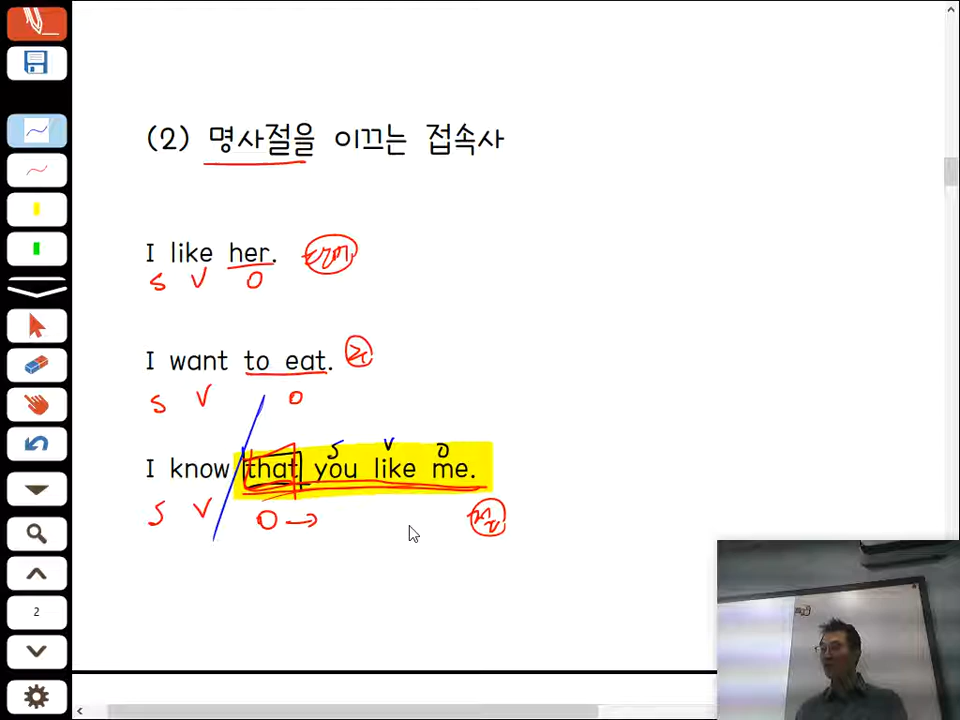 (2) 명사절을 이끄는 접속사
I like her.
S V O
I want to eat.
S V O
S V O
I know that you like me.
S V O →
2